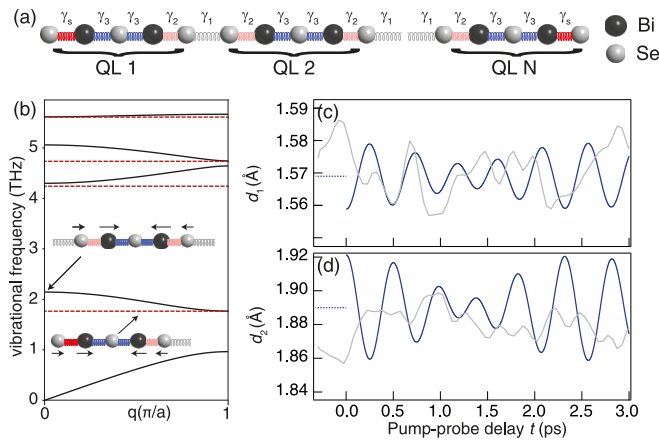 (a)
γs γ3 γ3 γ2 γ1 γ2 γ3 γ3 γ2 γ1 γ2 γ3 γ3 γs
Bi
Se
QL 1 QL 2 QL N
(b)
vibrational frequency (THz)
5
4
3
2
1
0
0 1
q(π/a)
(c)
d1 (Å)
1.59
1.58
1.57
1.56
(d)
d2 (Å)
1.92
1.90
1.88
1.86
1.84
0.0 0.5 1.0 1.5 2.0 2.5 3.0
Pump-probe delay t (ps)